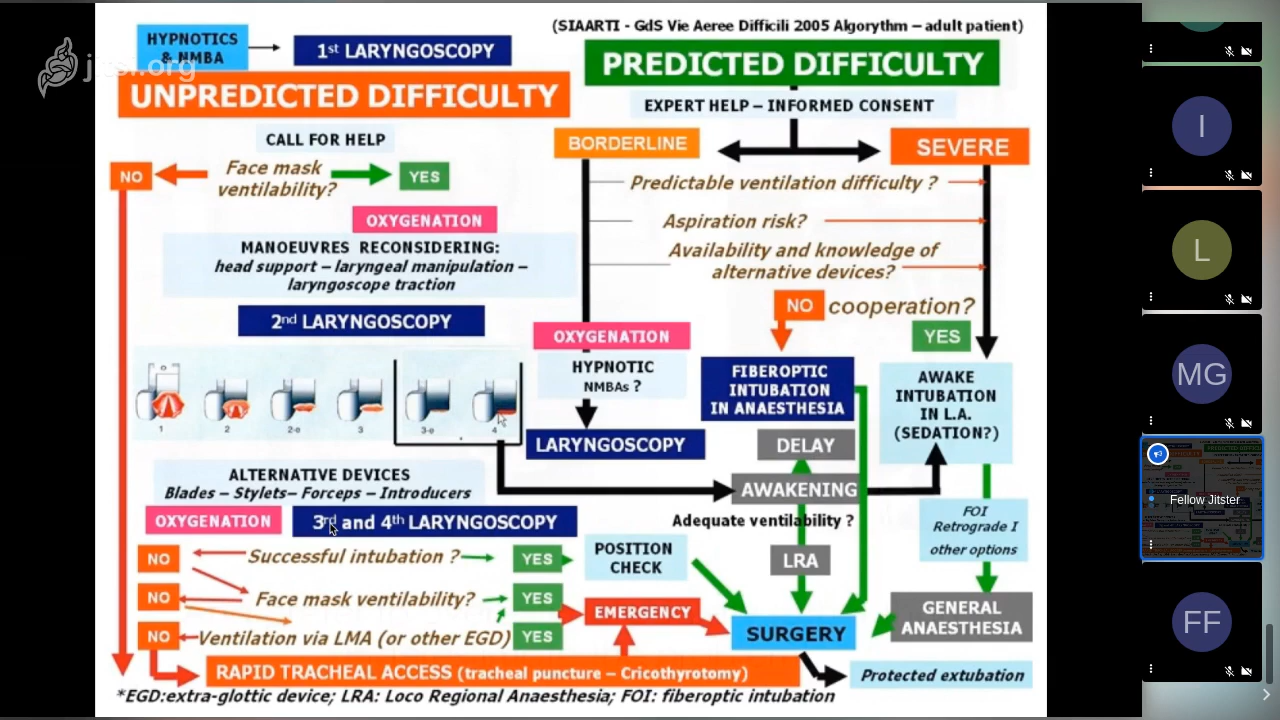 jitsi.org
(SIAARTI - GdS Vie Aeree Difficili 2005 Algorythm – adult patient)
HYPNOTICS
& NMBA
1st LARYNGOSCOPY
UNPREDICTED DIFFICULTY
CALL FOR HELP
NO
Face mask
ventilability?
YES
OXYGENATION
MANOEUVRES RECONSIDERING:
head support – laryngeal manipulation –
laryngoscope traction
2nd LARYNGOSCOPY
1
2
2-e
3
3-e
4
ALTERNATIVE DEVICES
Blades – Stylets– Forceps – Introducers
OXYGENATION
3rd and 4th LARYNGOSCOPY
NO
Successful intubation ?
YES
POSITION
CHECK
NO
Face mask ventilability?
YES
EMERGENCY
NO
Ventilation via LMA (or other EGD)
YES
RAPID TRACHEAL ACCESS (tracheal puncture – Cricothyrotomy)
PREDICTED DIFFICULTY
EXPERT HELP – INFORMED CONSENT
BORDERLINE
SEVERE
Predictable ventilation difficulty ?
Aspiration risk?
Availability and knowledge of
alternative devices?
NO
cooperation?
YES
OXYGENATION
HYPNOTIC
NMBAs ?
LARYNGOSCOPY
FIBEROPTIC
INTUBATION
IN ANAESTHESIA
AWAKE
INTUBATION
IN L.A.
(SEDATION?)
DELAY
AWAKENING
Adequate ventilability ?
LRA
FOI
Retrograde I
other options
GENERAL
ANAESTHESIA
SURGERY
Protected extubation
*EGD:extra-glottic device; LRA: Loco Regional Anaesthesia; FOI: fiberoptic intubation
I
L
MG
Fellow Jitster
FF